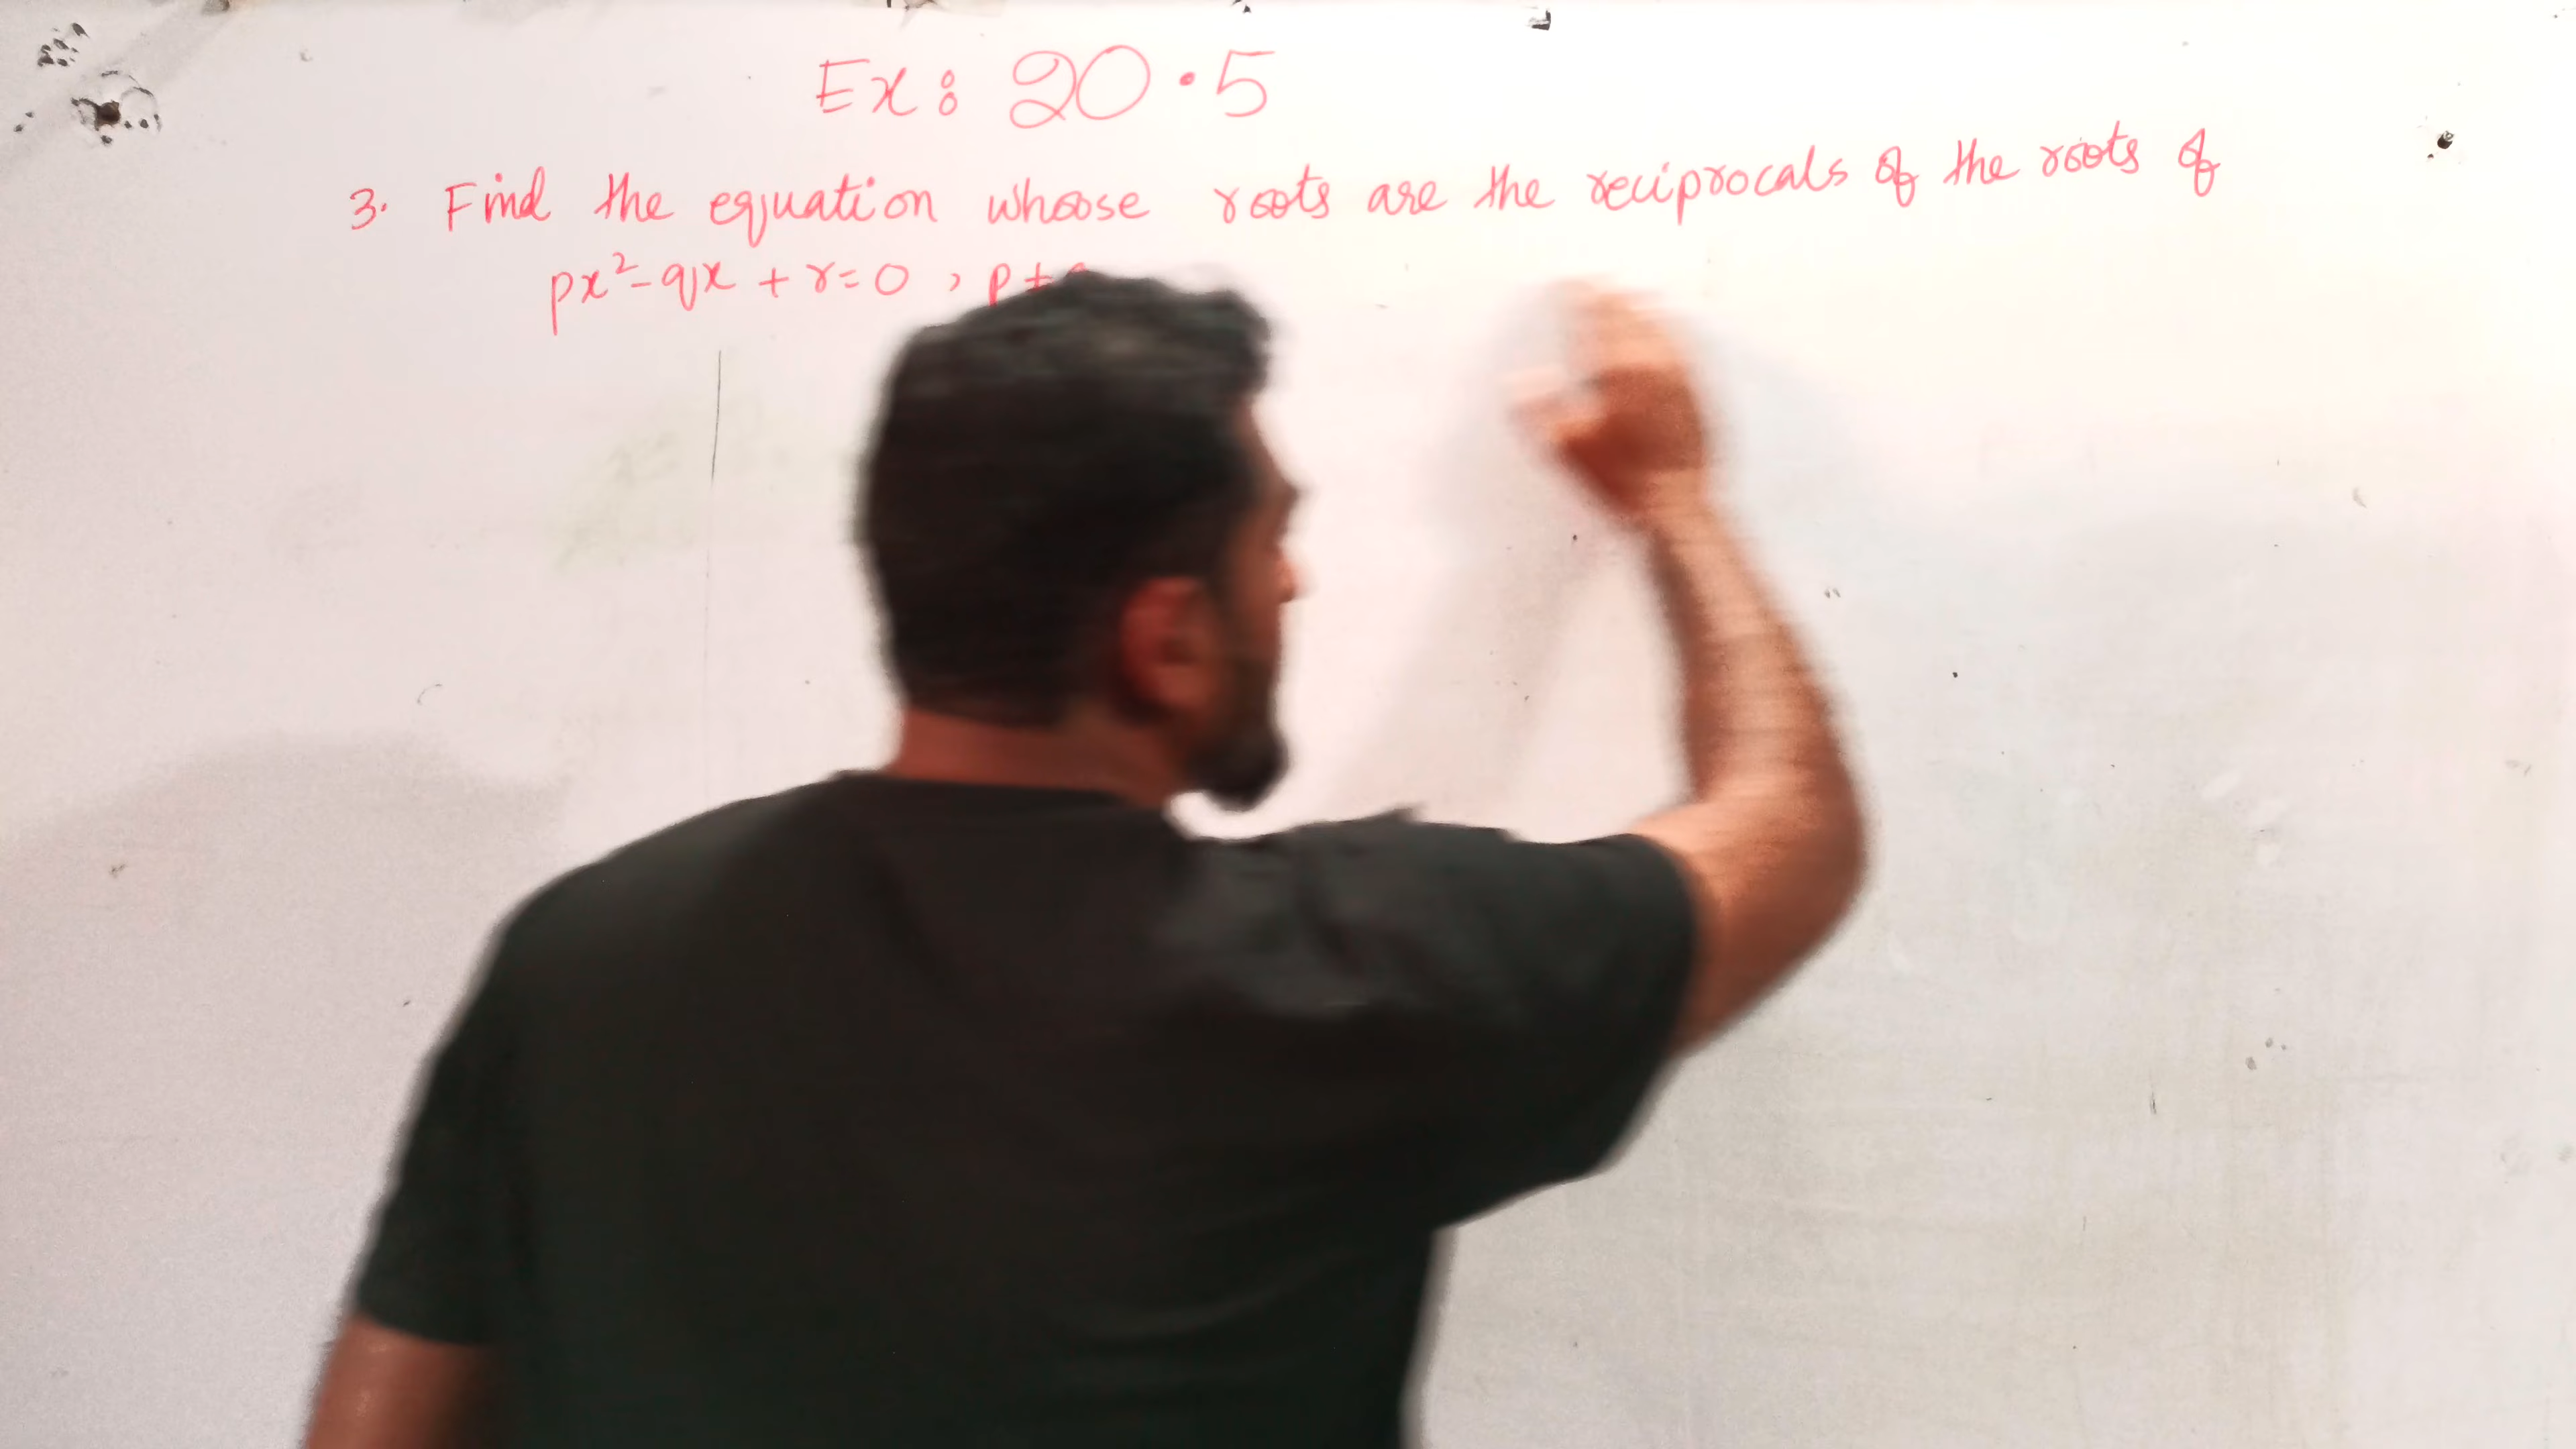 Ex: 20.5
3. Find the equation whose roots are the reciprocals of the roots of
px²-qx + r=0 , p